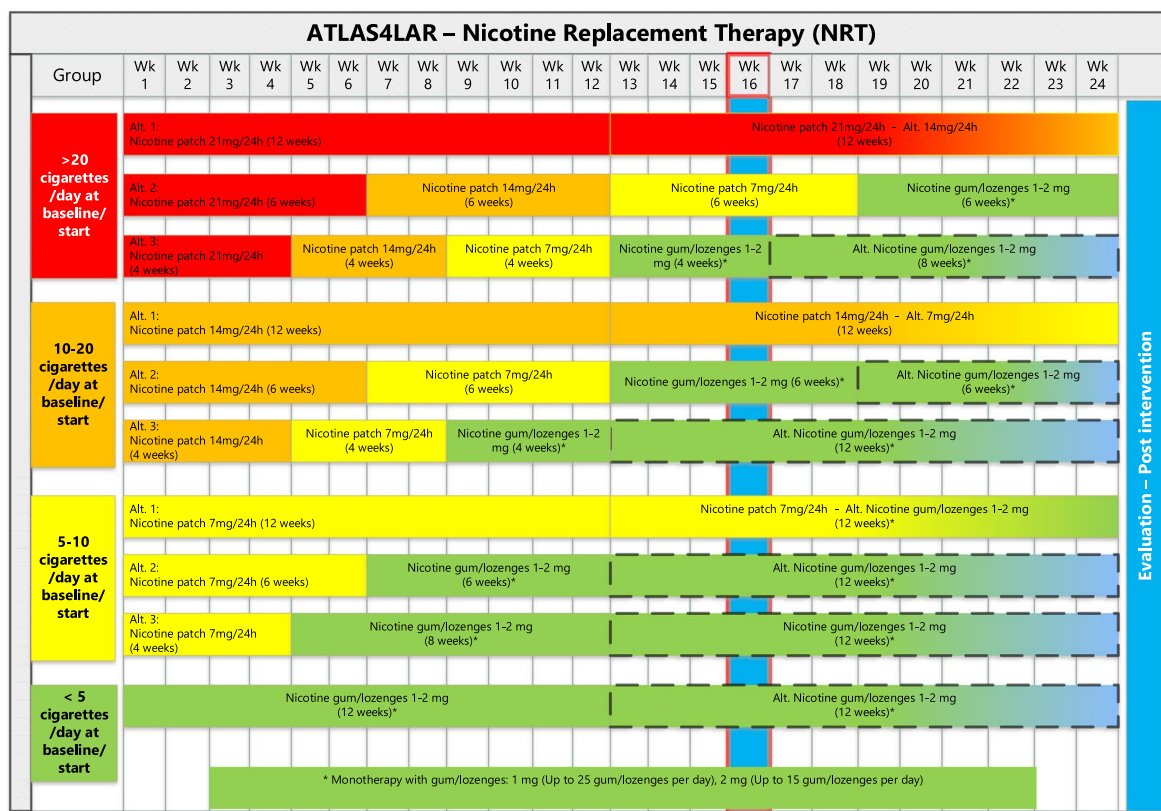 ATLAS4LAR – Nicotine Replacement Therapy (NRT)
Group
Wk 1
Wk 2
Wk 3
Wk 4
Wk 5
Wk 6
Wk 7
Wk 8
Wk 9
Wk 10
Wk 11
Wk 12
Wk 13
Wk 14
Wk 15
Wk 16
Wk 17
Wk 18
Wk 19
Wk 20
Wk 21
Wk 22
Wk 23
Wk 24
>20
cigarettes
/day at
baseline/
start
Alt. 1:
Nicotine patch 21mg/24h (12 weeks)
Nicotine patch 21mg/24h – Alt. 14mg/24h
(12 weeks)
Alt. 2:
Nicotine patch 21mg/24h (6 weeks)
Nicotine patch 14mg/24h
(6 weeks)
Nicotine patch 7mg/24h
(6 weeks)
Nicotine gum/lozenges 1-2 mg
(6 weeks)*
Alt. 3:
Nicotine patch 21mg/24h
(4 weeks)
Nicotine patch 14mg/24h
(4 weeks)
Nicotine patch 7mg/24h
(4 weeks)
Nicotine gum/lozenges 1-2
mg (4 weeks)*
Alt. Nicotine gum/lozenges 1-2 mg
(8 weeks)*
10-20
cigarettes
/day at
baseline/
start
Alt. 1:
Nicotine patch 14mg/24h (12 weeks)
Nicotine patch 14mg/24h – Alt. 7mg/24h
(12 weeks)
Alt. 2:
Nicotine patch 14mg/24h (6 weeks)
Nicotine patch 7mg/24h
(6 weeks)
Nicotine gum/lozenges 1-2 mg (6 weeks)*
Alt. Nicotine gum/lozenges 1-2 mg
(6 weeks)*
Alt. 3:
Nicotine patch 14mg/24h
(4 weeks)
Nicotine patch 7mg/24h
(4 weeks)
Nicotine gum/lozenges 1-2
mg (4 weeks)*
Alt. Nicotine gum/lozenges 1-2 mg
(12 weeks)*
5-10
cigarettes
/day at
baseline/
start
Alt. 1:
Nicotine patch 7mg/24h (12 weeks)
Nicotine patch 7mg/24h – Alt. Nicotine gum/lozenges 1-2 mg
(12 weeks)*
Alt. 2:
Nicotine patch 7mg/24h (6 weeks)
Nicotine gum/lozenges 1-2 mg
(6 weeks)*
Alt. Nicotine gum/lozenges 1-2 mg
(12 weeks)*
Alt. 3:
Nicotine patch 7mg/24h
(4 weeks)
Nicotine gum/lozenges 1-2 mg
(8 weeks)*
Nicotine gum/lozenges 1-2 mg
(12 weeks)*
< 5
cigarettes
/day at
baseline/
start
Nicotine gum/lozenges 1-2 mg
(12 weeks)*
Alt. Nicotine gum/lozenges 1-2 mg
(12 weeks)*
* Monotherapy with gum/lozenges: 1 mg (Up to 25 gum/lozenges per day), 2 mg (Up to 15 gum/lozenges per day)
Evaluation – Post intervention